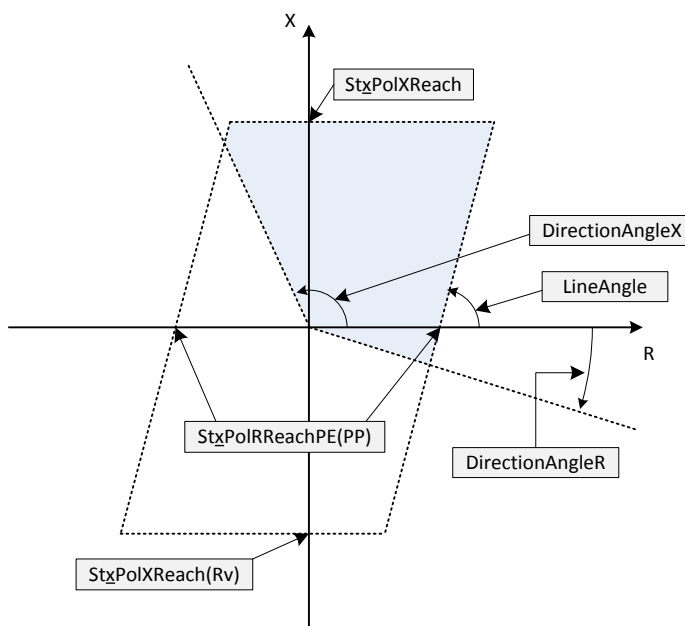 X
StxPolXReach
DirectionAngleX
LineAngle
R
StxPolRReachPE(PP)
DirectionAngleR
StxPolXReach(Rv)